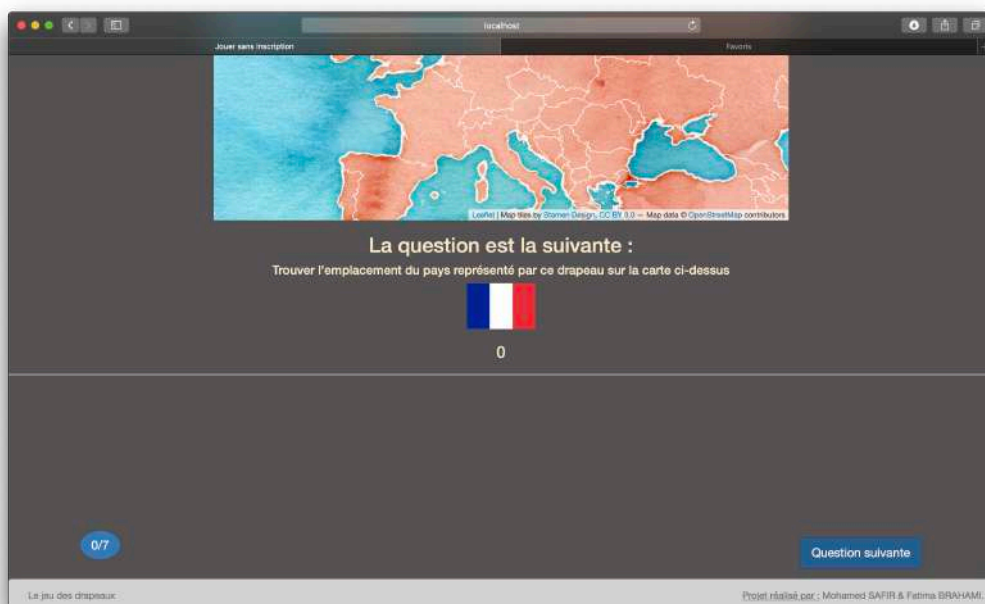 localhost
Jouer sans inscription
Favoris
Leaflet | Map tiles by Stamen Design, CC BY 3.0 — Map data © OpenStreetMap contributors
La question est la suivante :
Trouver l'emplacement du pays représenté par ce drapeau sur la carte ci-dessus
0
0/7
Question suivante
Le jeu des drapeaux
Projet réalisé par : Mohamed SAFIR & Fatima BRAHAMI.